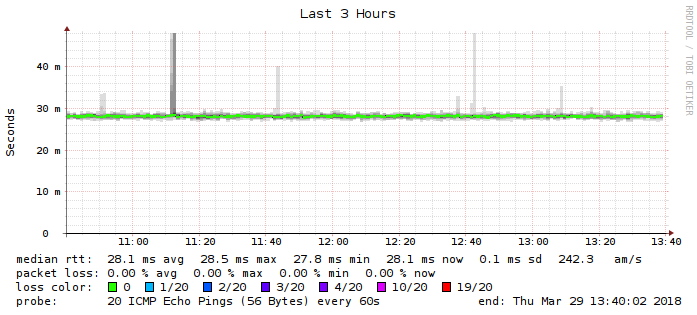 Last 3 Hours
RRDTOOL / TOBI OETIKER
Seconds
40 m
30 m
20 m
10 m
0
11:00 11:20 11:40 12:00 12:20 12:40 13:00 13:20 13:40
median rtt: 28.1 ms avg 28.5 ms max 27.8 ms min 28.1 ms now 0.1 ms sd 242.3 am/s
packet loss: 0.00 % avg 0.00 % max 0.00 % min 0.00 % now
loss color: 0 1/20 2/20 3/20 4/20 10/20 19/20
probe: 20 ICMP Echo Pings (56 Bytes) every 60s end: Thu Mar 29 13:40:02 2018